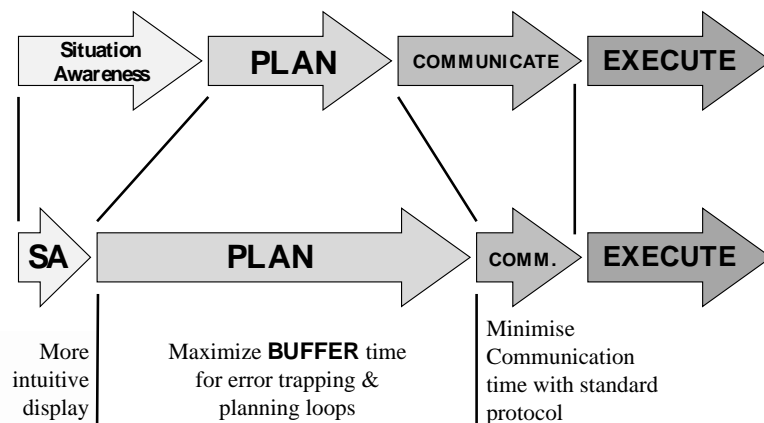 Situation
Awareness
PLAN
COMMUNICATE
EXECUTE
SA
PLAN
COMM.
EXECUTE
More
intuitive
display
Maximize BUFFER time
for error trapping &
planning loops
Minimise
Communication
time with standard
protocol